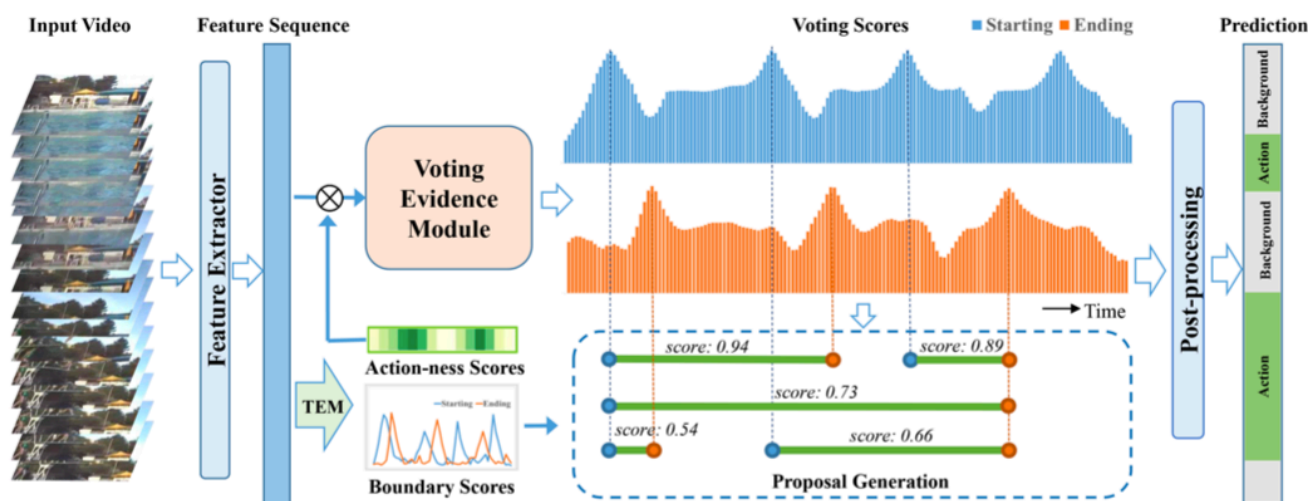 Input Video
Feature Sequence
Voting Scores
Starting
Ending
Prediction
Feature Extractor
Voting
Evidence
Module
Time
Action-ness Scores
TEM
Starting
Ending
Boundary Scores
score: 0.94
score: 0.89
score: 0.73
score: 0.54
score: 0.66
Proposal Generation
Post-processing
Background
Action
Background
Action